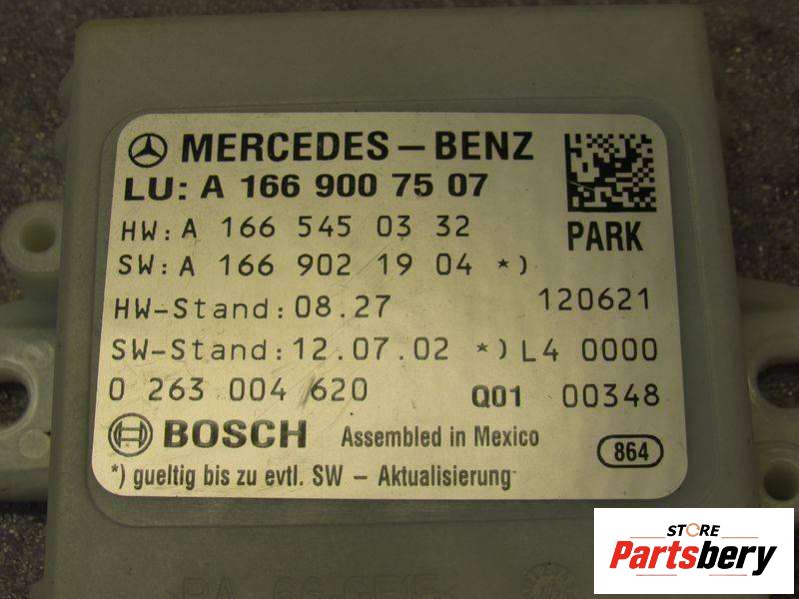 MERCEDES-BENZ
LU: A 166 900 75 07
HW: A 166 545 03 32
PARK
SW: A 166 902 19 04 *)
HW-Stand: 08.27 120621
SW-Stand: 12.07.02 *) L4 0000
0 263 004 620 Q01 00348
BOSCH Assembled in Mexico 864
*) gueltig bis zu evtl. SW – Aktualisierung
STORE
Partsbery